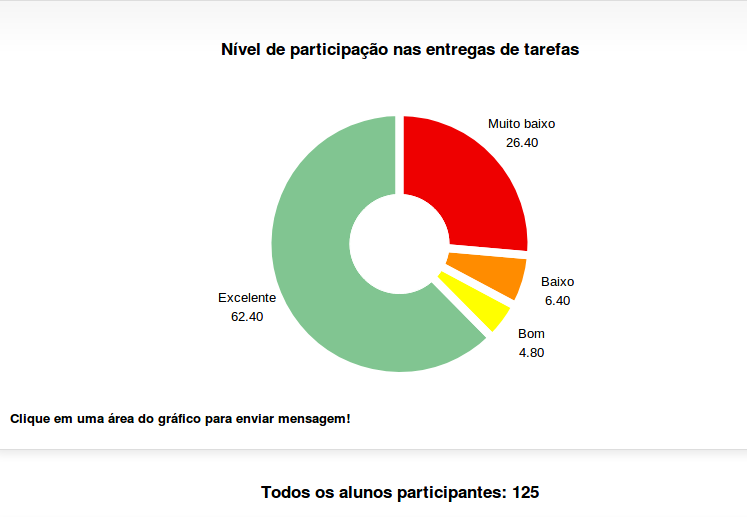 Nível de participação nas entregas de tarefas
Muito baixo
26.40
Baixo
6.40
Bom
4.80
Excelente
62.40
Clique em uma área do gráfico para enviar mensagem!
Todos os alunos participantes: 125